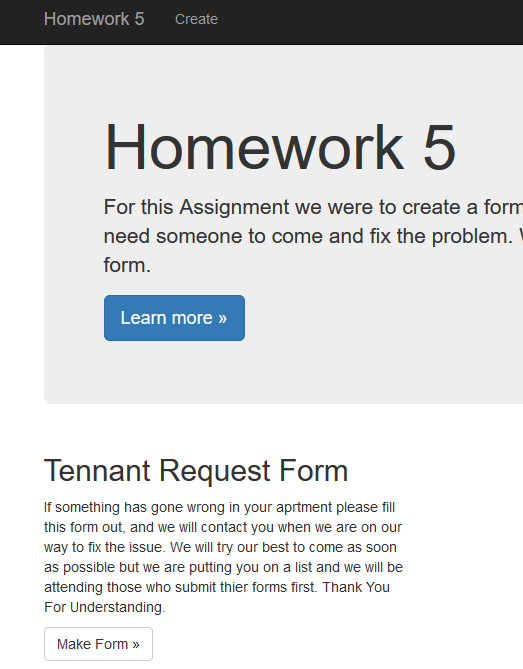 Homework 5 Create
Homework 5
For this Assignment we were to create a form
need someone to come and fix the problem.
form.
Learn more »
Tennant Request Form
If something has gone wrong in your aprtment please fill
this form out, and we will contact you when we are on our
way to fix the issue. We will try our best to come as soon
as possible but we are putting you on a list and we will be
attending those who submit thier forms first. Thank You
For Understanding.
Make Form »